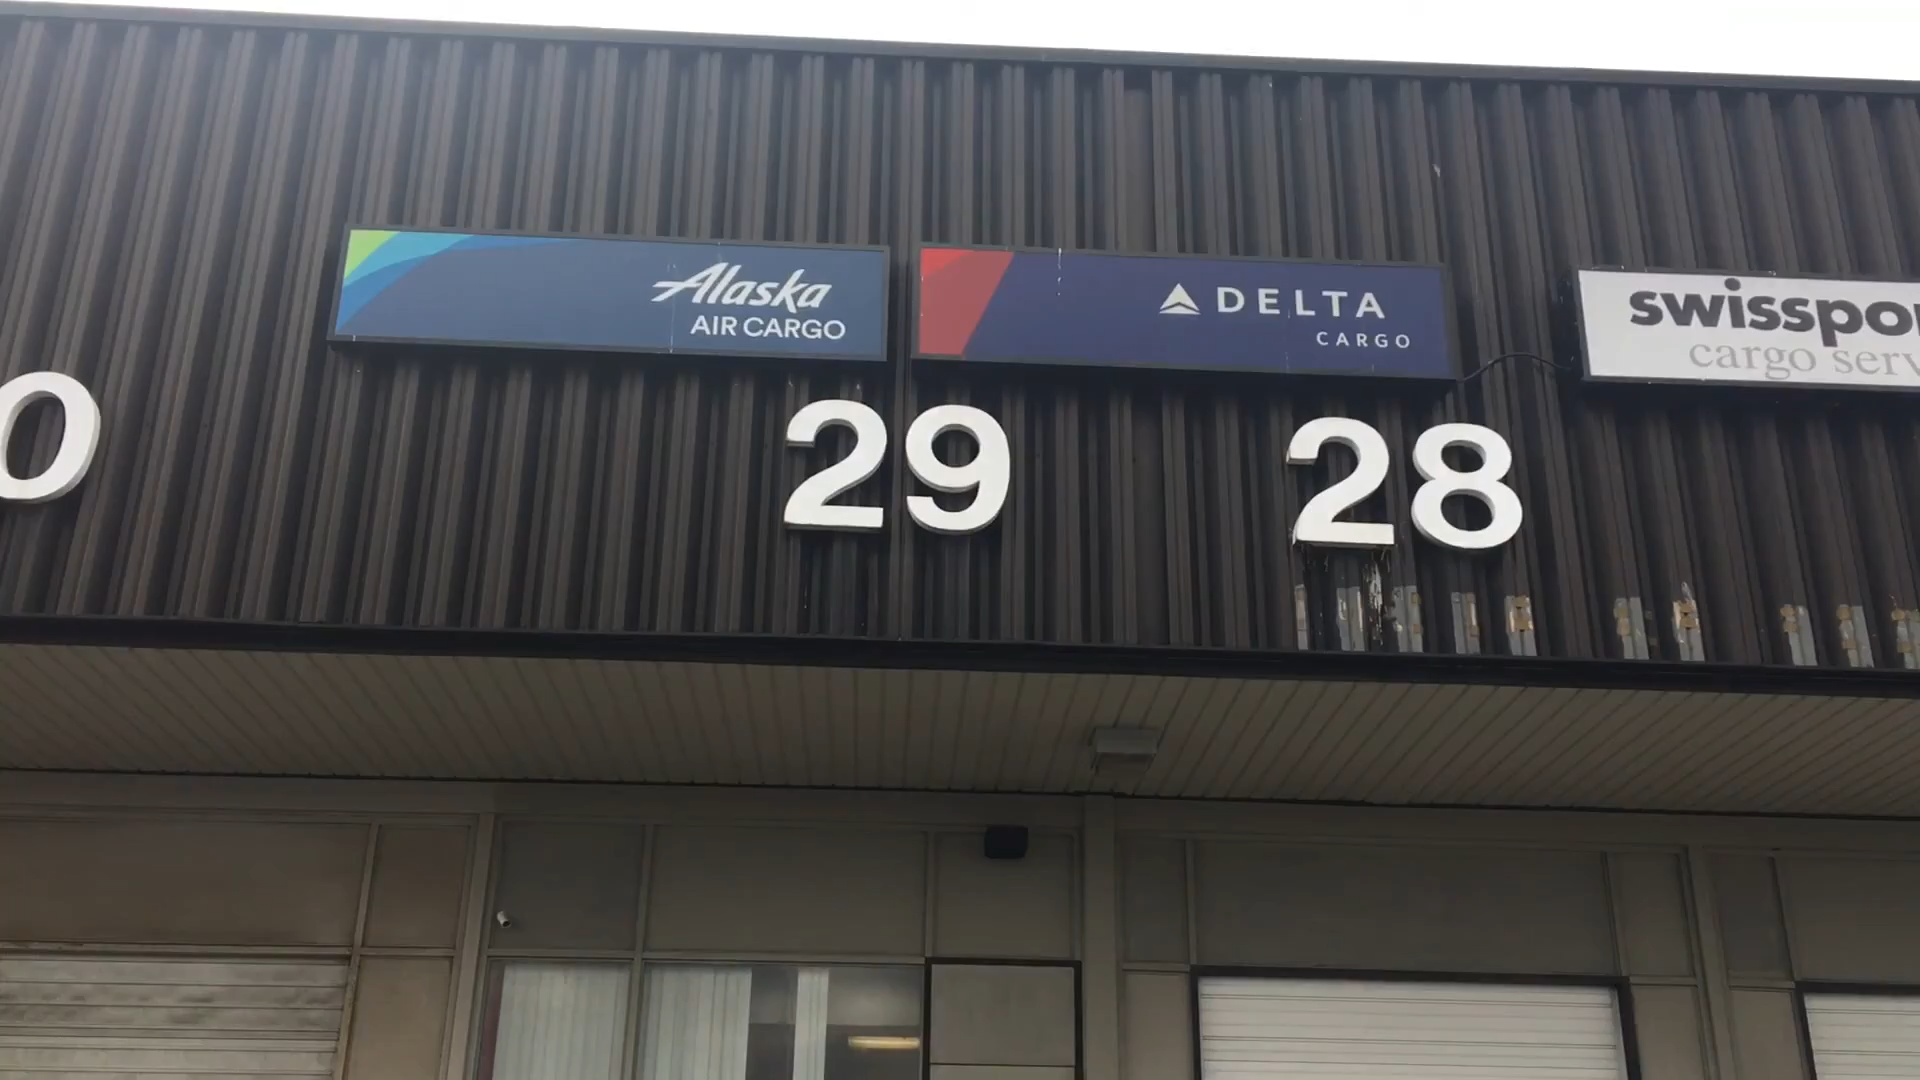 Alaska
AIR CARGO
DELTA
CARGO
swisspo
cargo serv
0
29
28